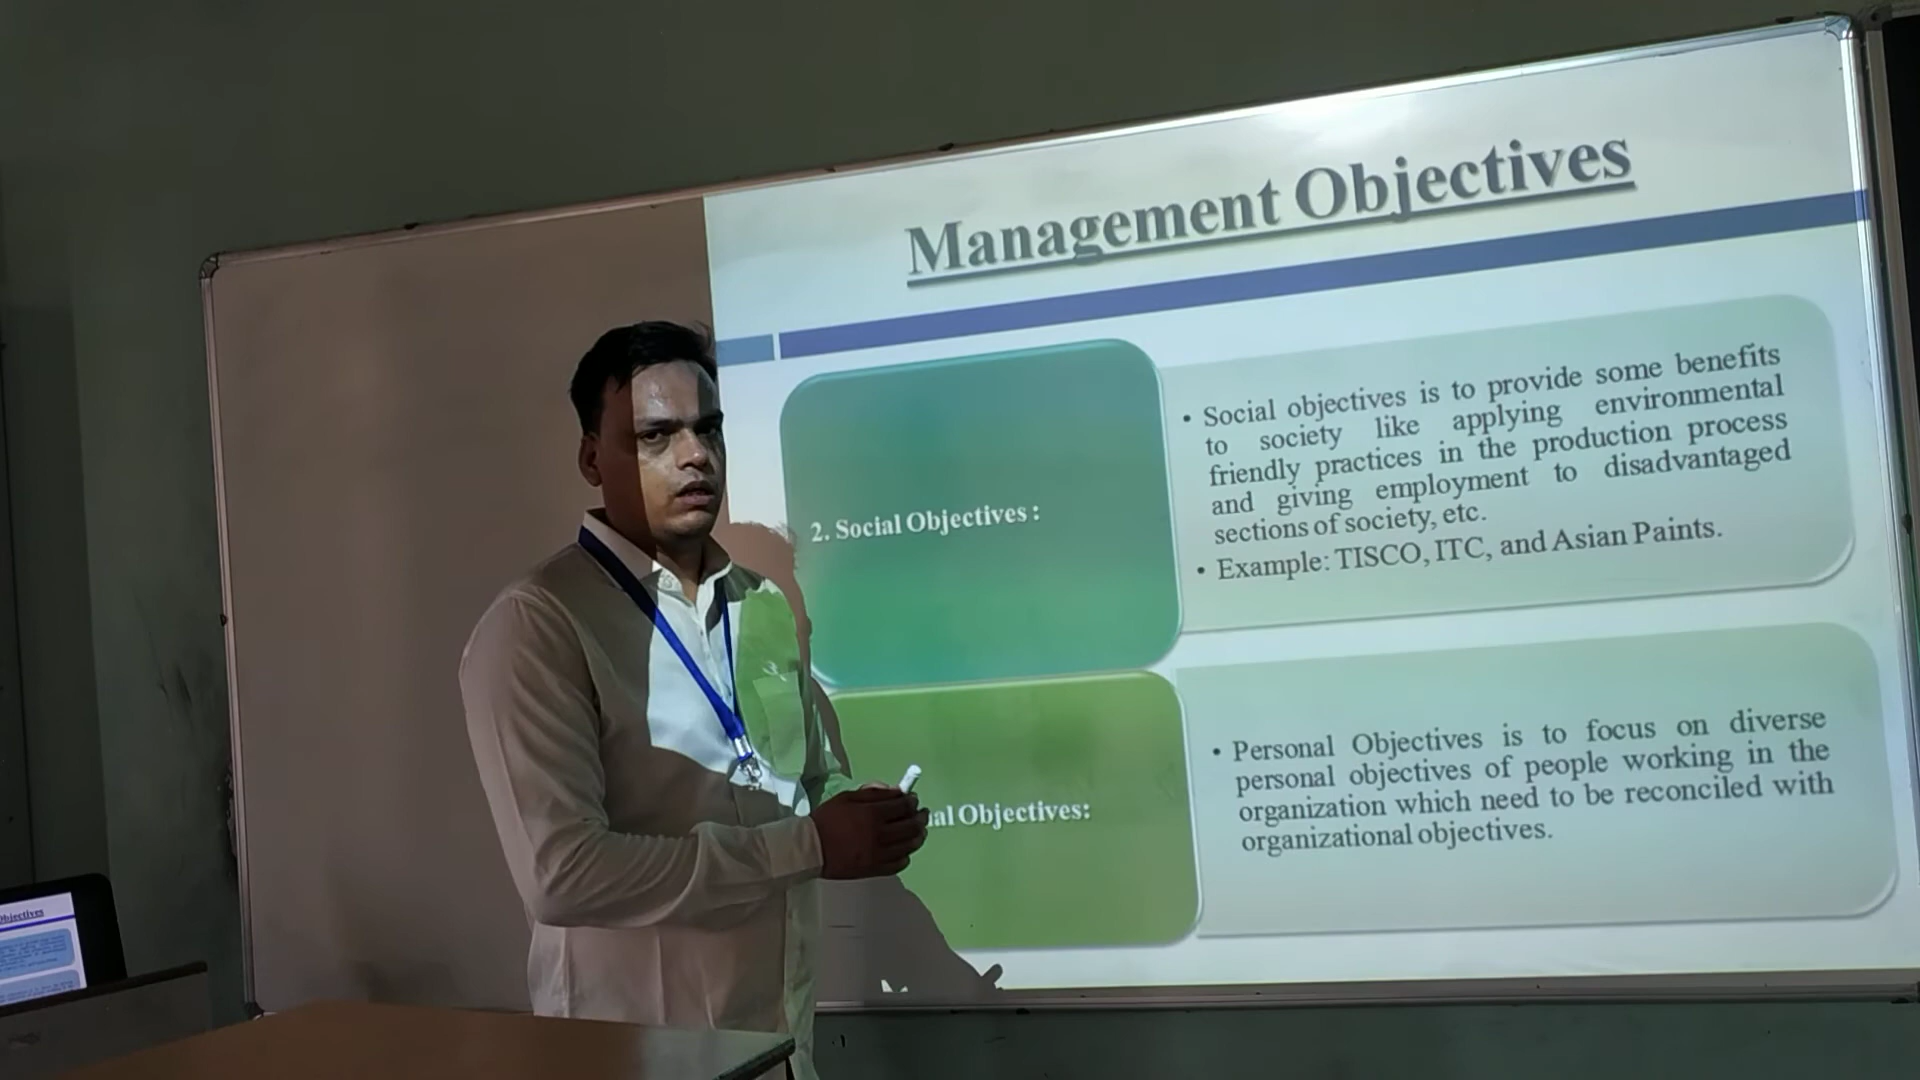 Management Objectives
2. Social Objectives :
• Social objectives is to provide some benefits
to society like applying environmental
friendly practices in the production process
and giving employment to disadvantaged
sections of society, etc.
• Example: TISCO, ITC, and Asian Paints.
Objectives:
• Personal Objectives is to focus on diverse
personal objectives of people working in the
organization which need to be reconciled with
organizational objectives.
Objectives